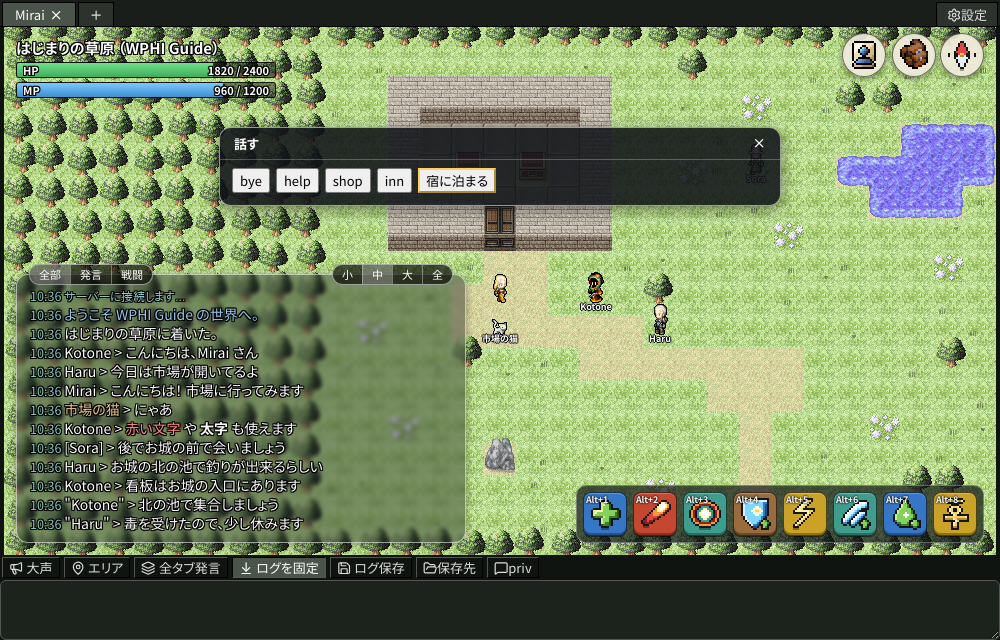 Mirai × +
設定
はじまりの草原 (WPHI Guide)
HP 1820 / 2400
MP 960 / 1200
話す ×
bye help shop inn 宿に泊まる
全部 発言 戦闘
小 中 大 全
10:36 サーバーに接続します...
10:36 ようこそ WPHI Guide の世界へ。
10:36 はじまりの草原に着いた。
10:36 Kotone > こんにちは、Mirai さん
10:36 Haru > 今日は市場が開いてるよ
10:36 Mirai > こんにちは! 市場に行ってみます
10:36 市場の猫 > にゃあ
10:36 Kotone > 赤い文字 や 太字 も使えます
10:36 [Sora] > 後でお城の前で会いましょう
10:36 Haru > お城の北の池で釣りが出来るらしい
10:36 Kotone > 看板はお城の入口にあります
10:36 "Kotone" > 北の池で集合しましょう
10:36 "Haru" > 毒を受けたので、少し休みます
Kotone
市場の猫
Haru
Alt+1 Alt+2 Alt+3 Alt+4 Alt+5 Alt+6 Alt+7 Alt+8
大声 エリア 全タブ発言 ログを固定 ログ保存 保存先 priv